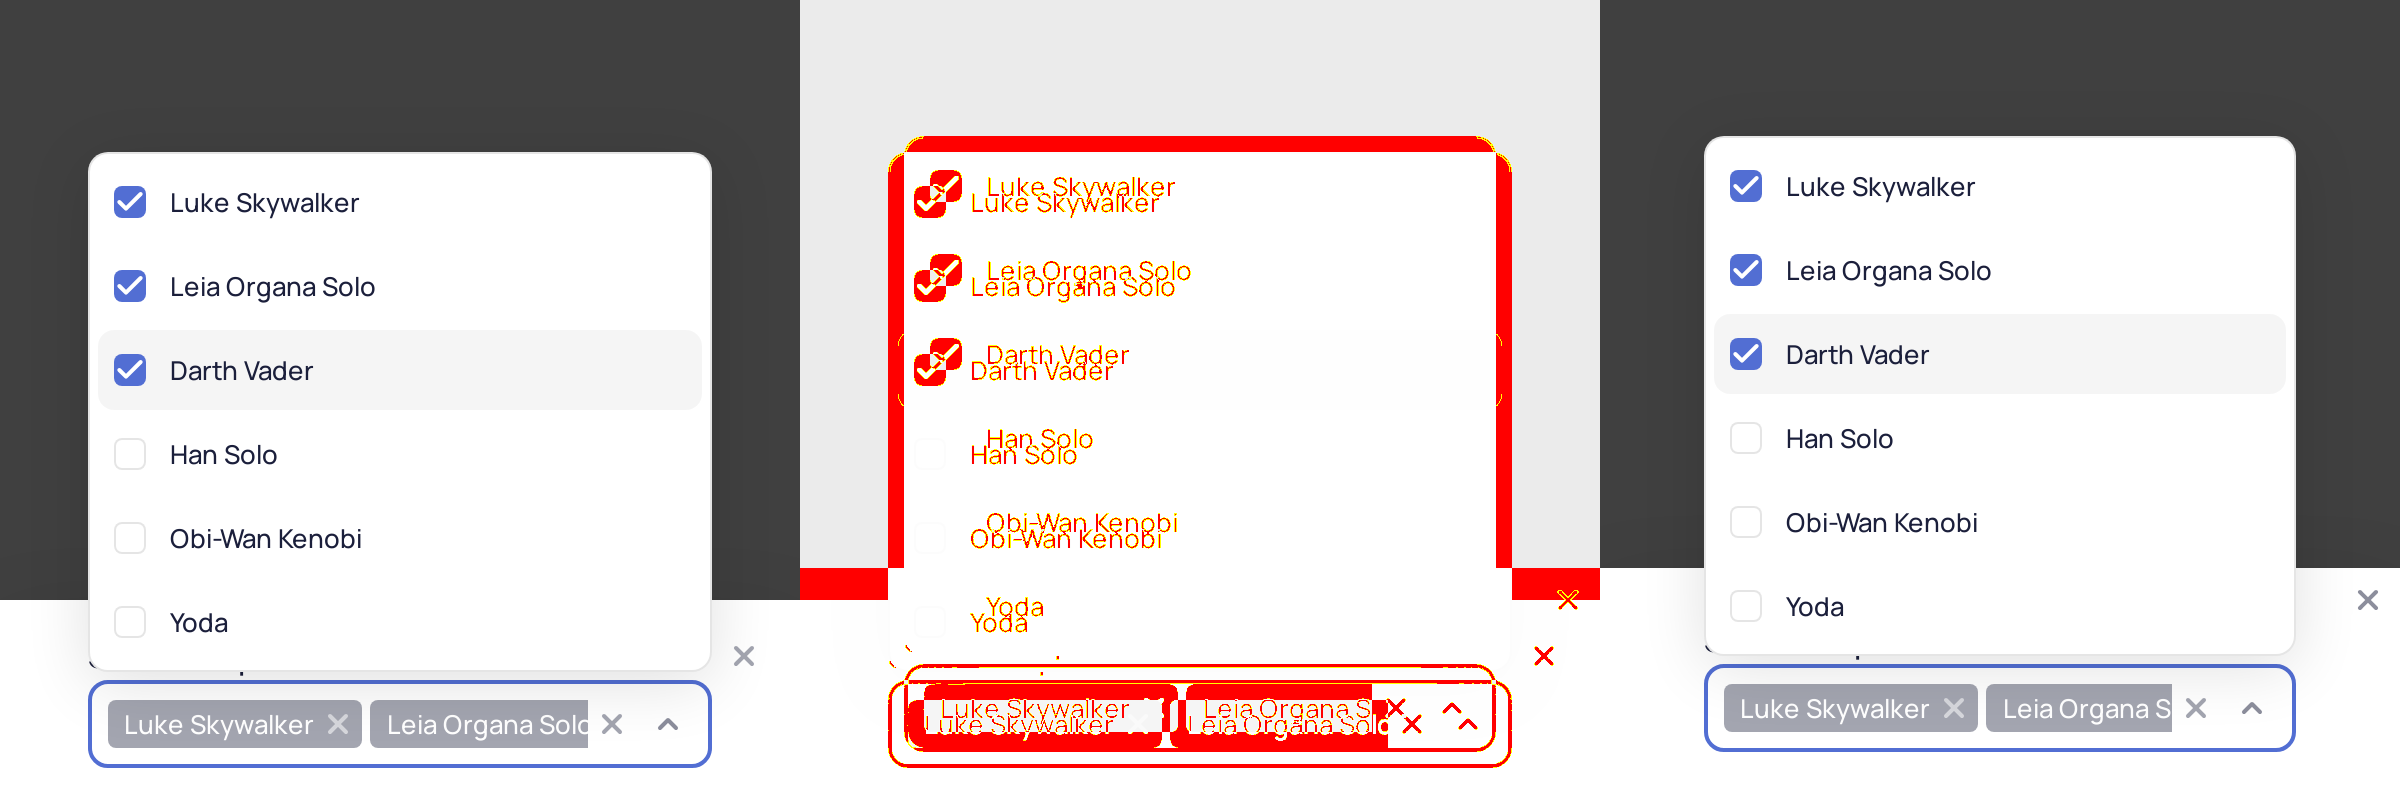 Luke Skywalker
Leia Organa Solo
Darth Vader
Han Solo
Obi-Wan Kenobi
Yoda
Luke Skywalker Leia Organa Solo
Luke Skywalker
Luke Skywalker
Leia Organa Solo
Leia Organa Solo
Darth Vader
Darth Vader
Han Solo
Han Solo
Obi-Wan Kenobi
Obi-Wan Kenobi
Yoda
Yoda
Luke Skywalker Leia Organa S
Luke Skywalker Leia Organa Solo
Luke Skywalker
Leia Organa Solo
Darth Vader
Han Solo
Obi-Wan Kenobi
Yoda
Luke Skywalker Leia Organa S